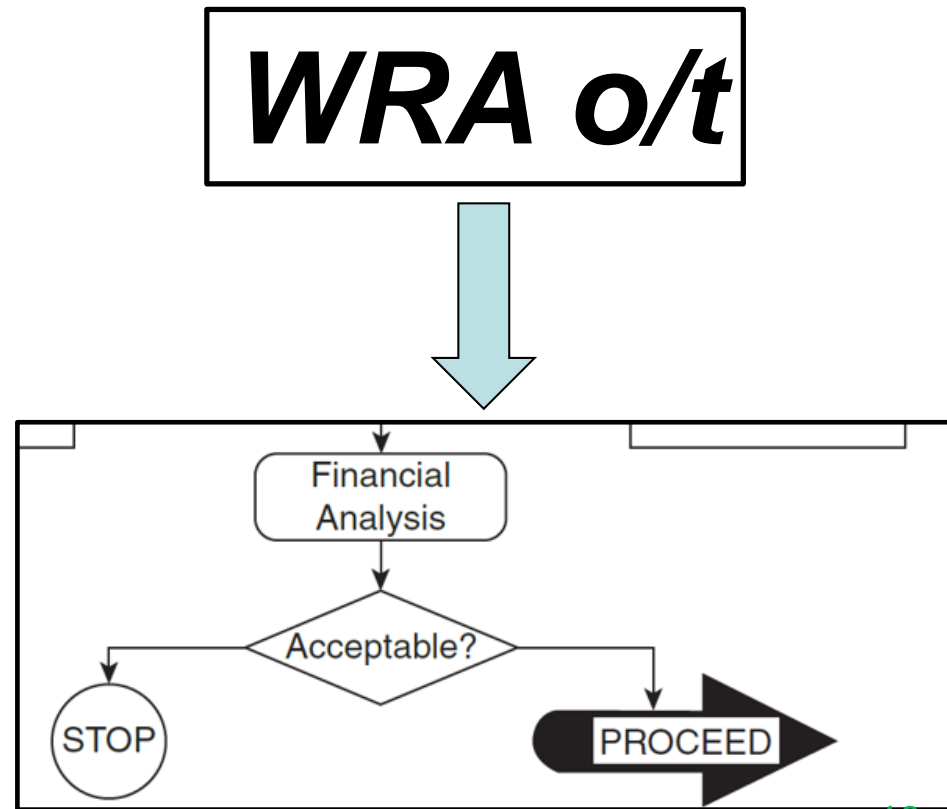 WRA o/t
Financial
Analysis
Acceptable?
STOP
PROCEED